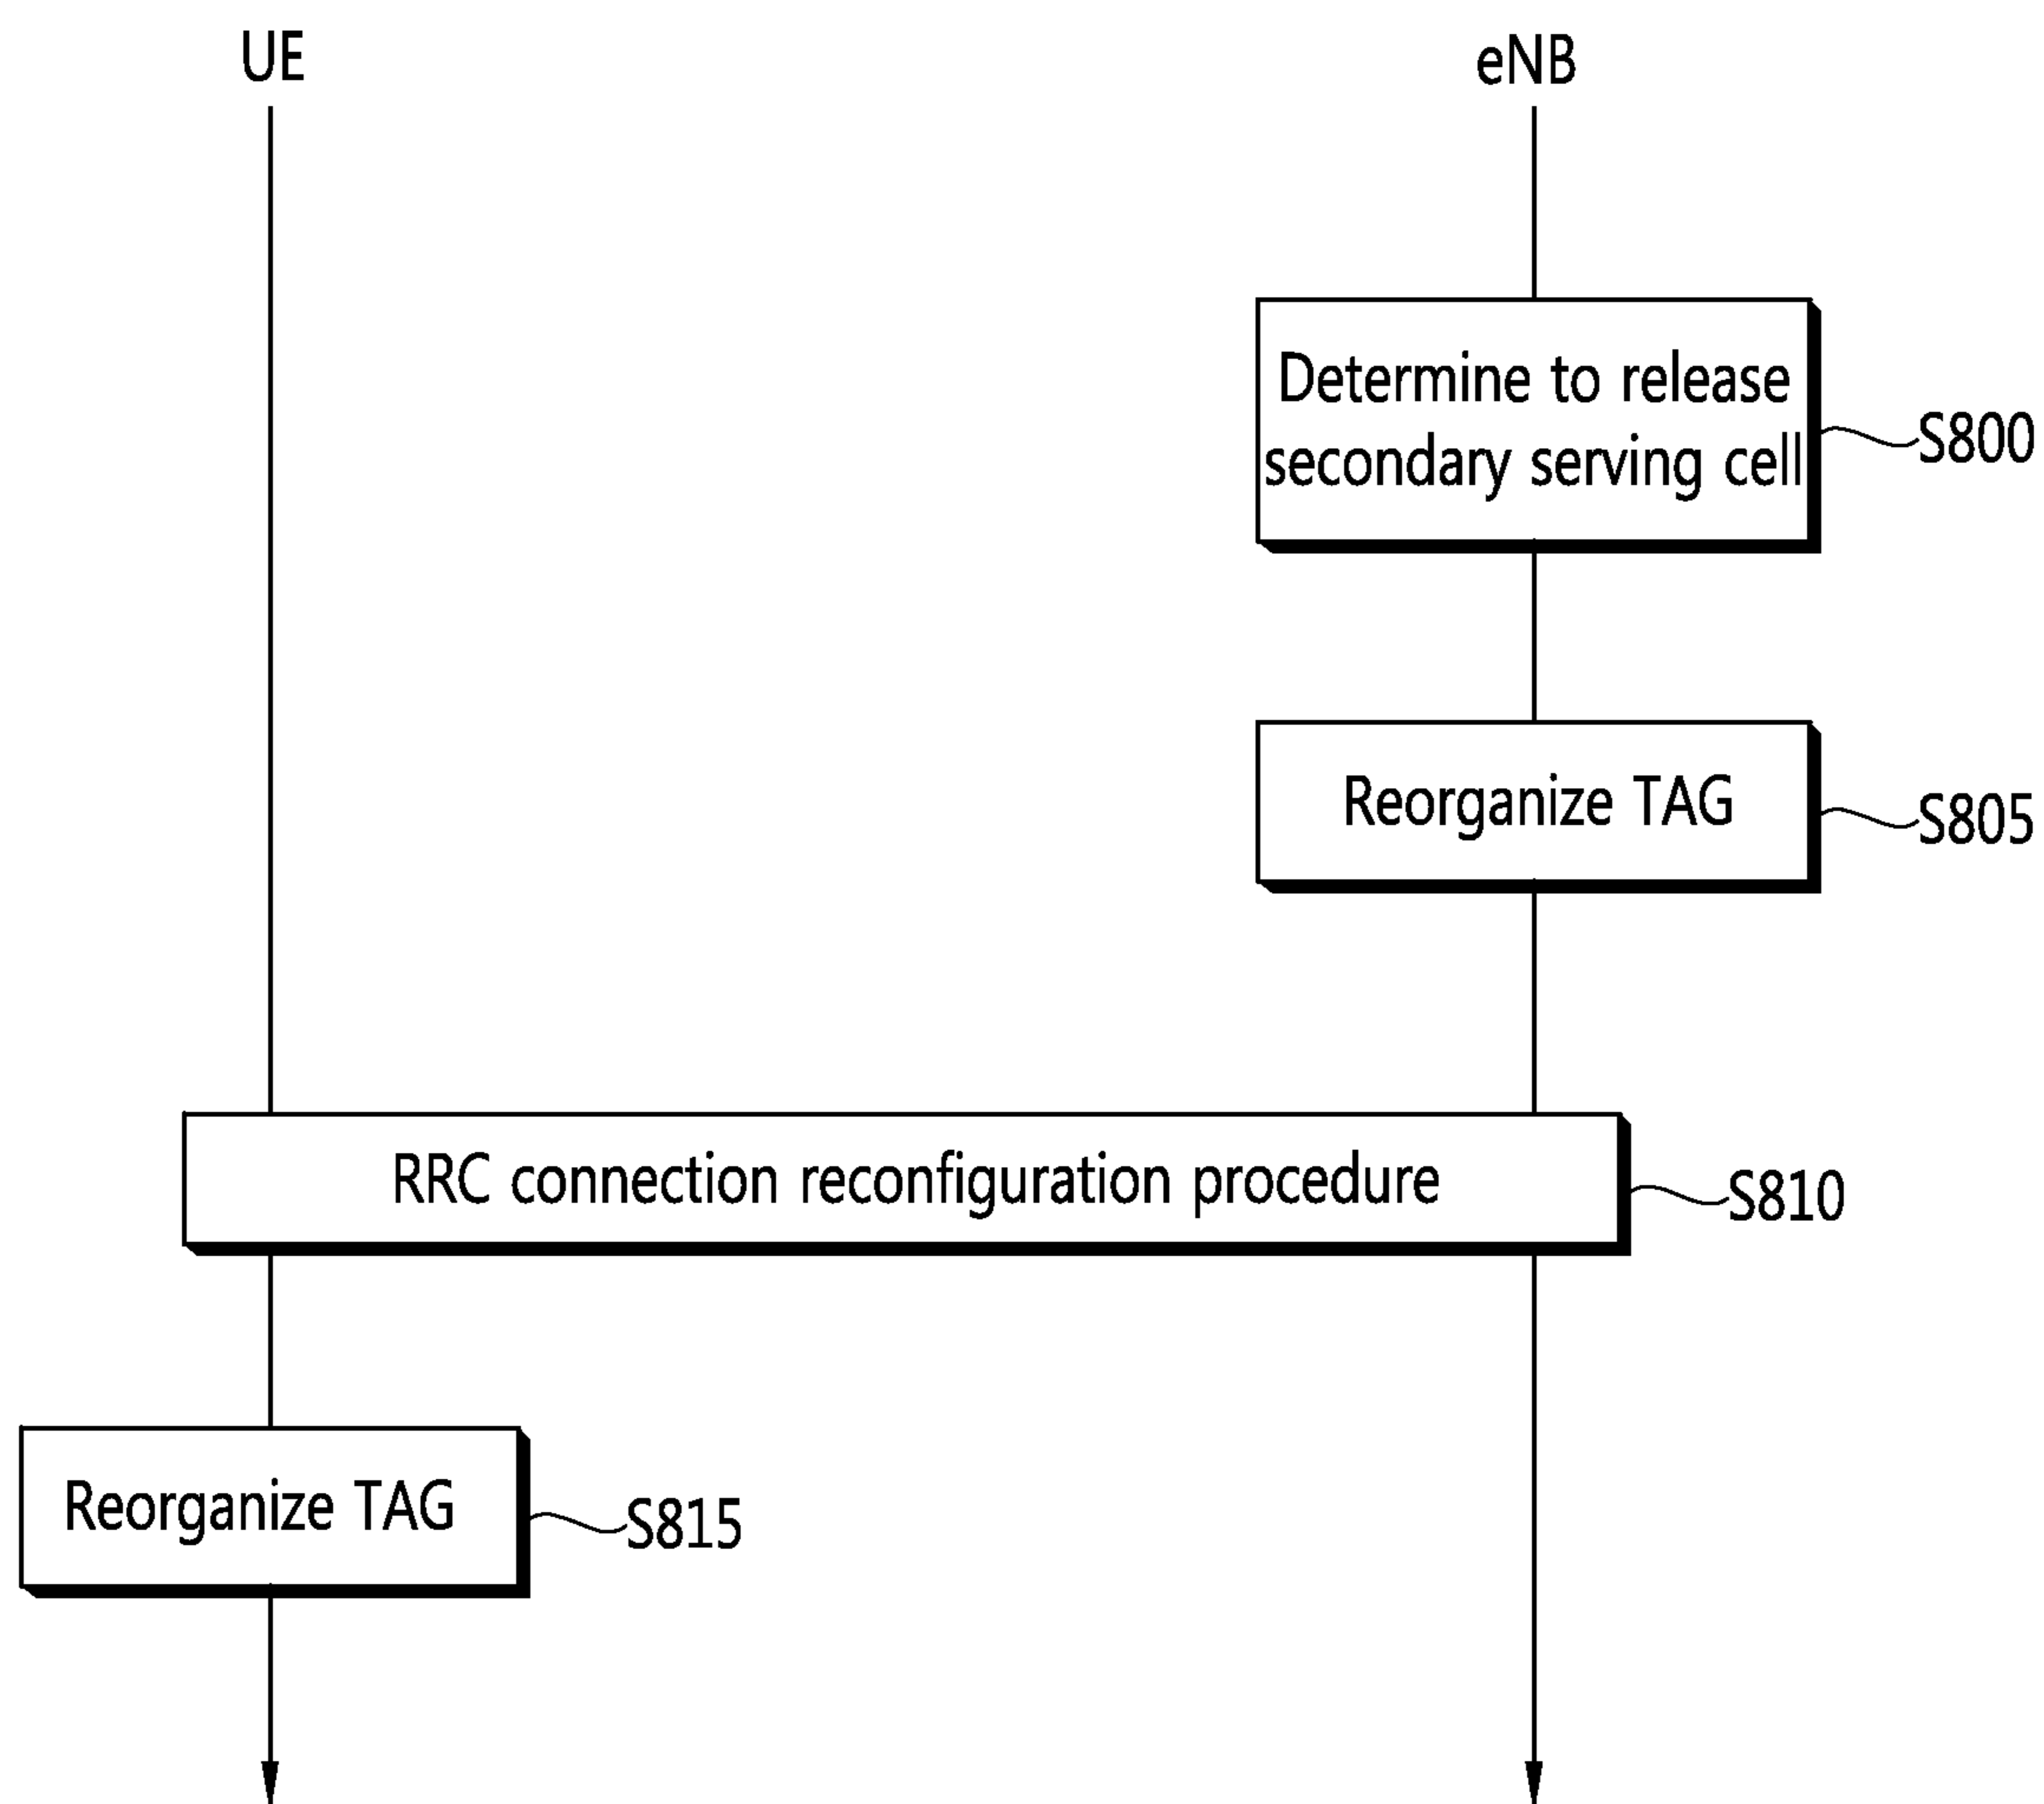 UE
eNB
Determine to release
secondary serving cell
S800
Reorganize TAG
S805
RRC connection reconfiguration procedure
S810
Reorganize TAG
S815